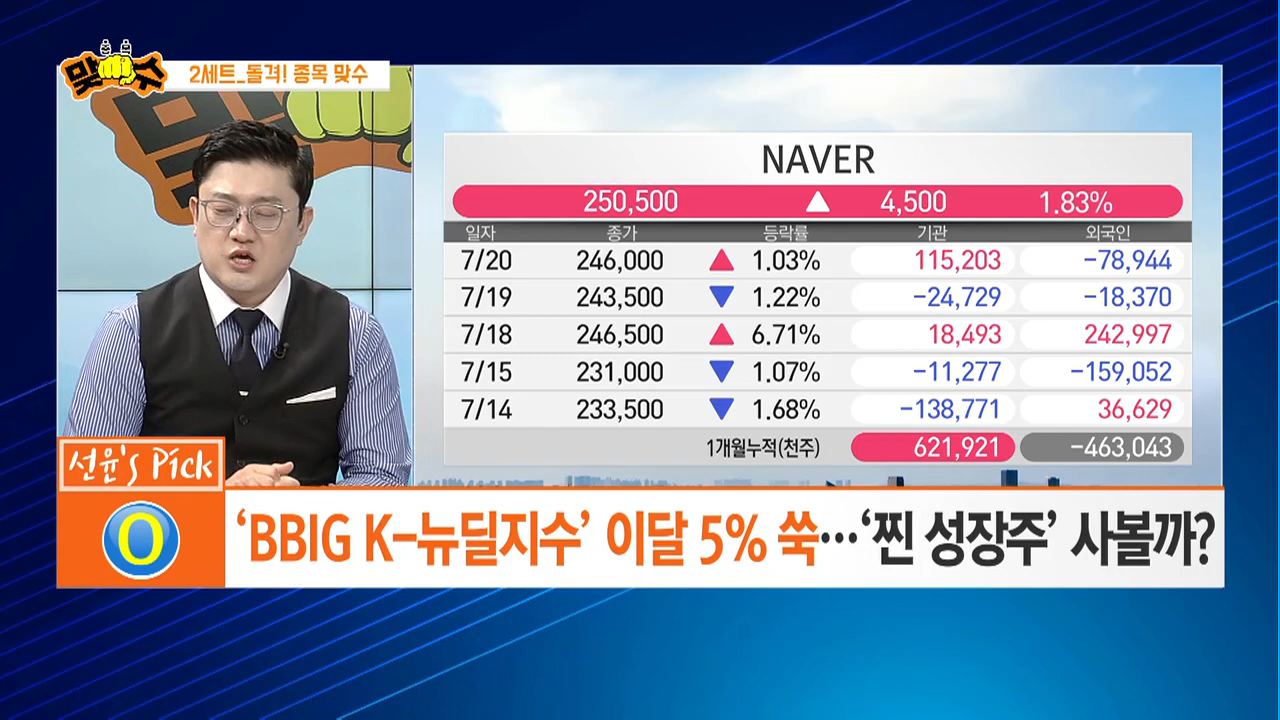 종목
맞수
2세트_돌격! 종목 맞수
NAVER
250,500 ▲ 4,500 1.83%
일자 종가 등락률 기관 외국인
7/20 246,000 ▲ 1.03% 115,203 -78,944
7/19 243,500 ▼ 1.22% -24,729 -18,370
7/18 246,500 ▲ 6.71% 18,493 242,997
7/15 231,000 ▼ 1.07% -11,277 -159,052
7/14 233,500 ▼ 1.68% -138,771 36,629
1개월누적(천주) 621,921 -463,043
선윤's Pick
O
‘BBIG K-뉴딜지수’ 이달 5% 쑥…‘찐 성장주’ 사볼까?